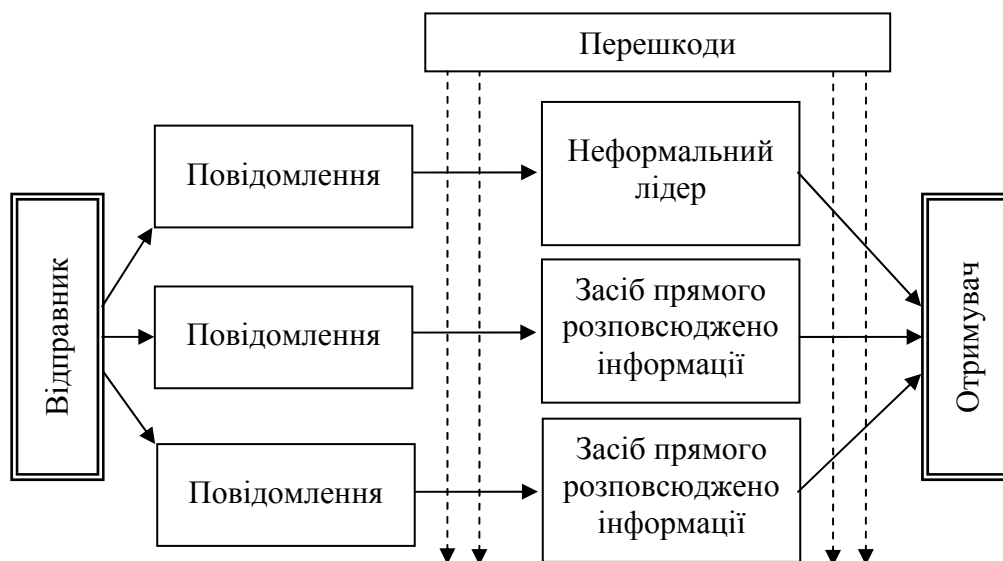 Перешкоди
Відправник
Повідомлення
Неформальний
лідер
Повідомлення
Засіб прямого
розповсюджено
інформації
Повідомлення
Засіб прямого
розповсюджено
інформації
Отримувач